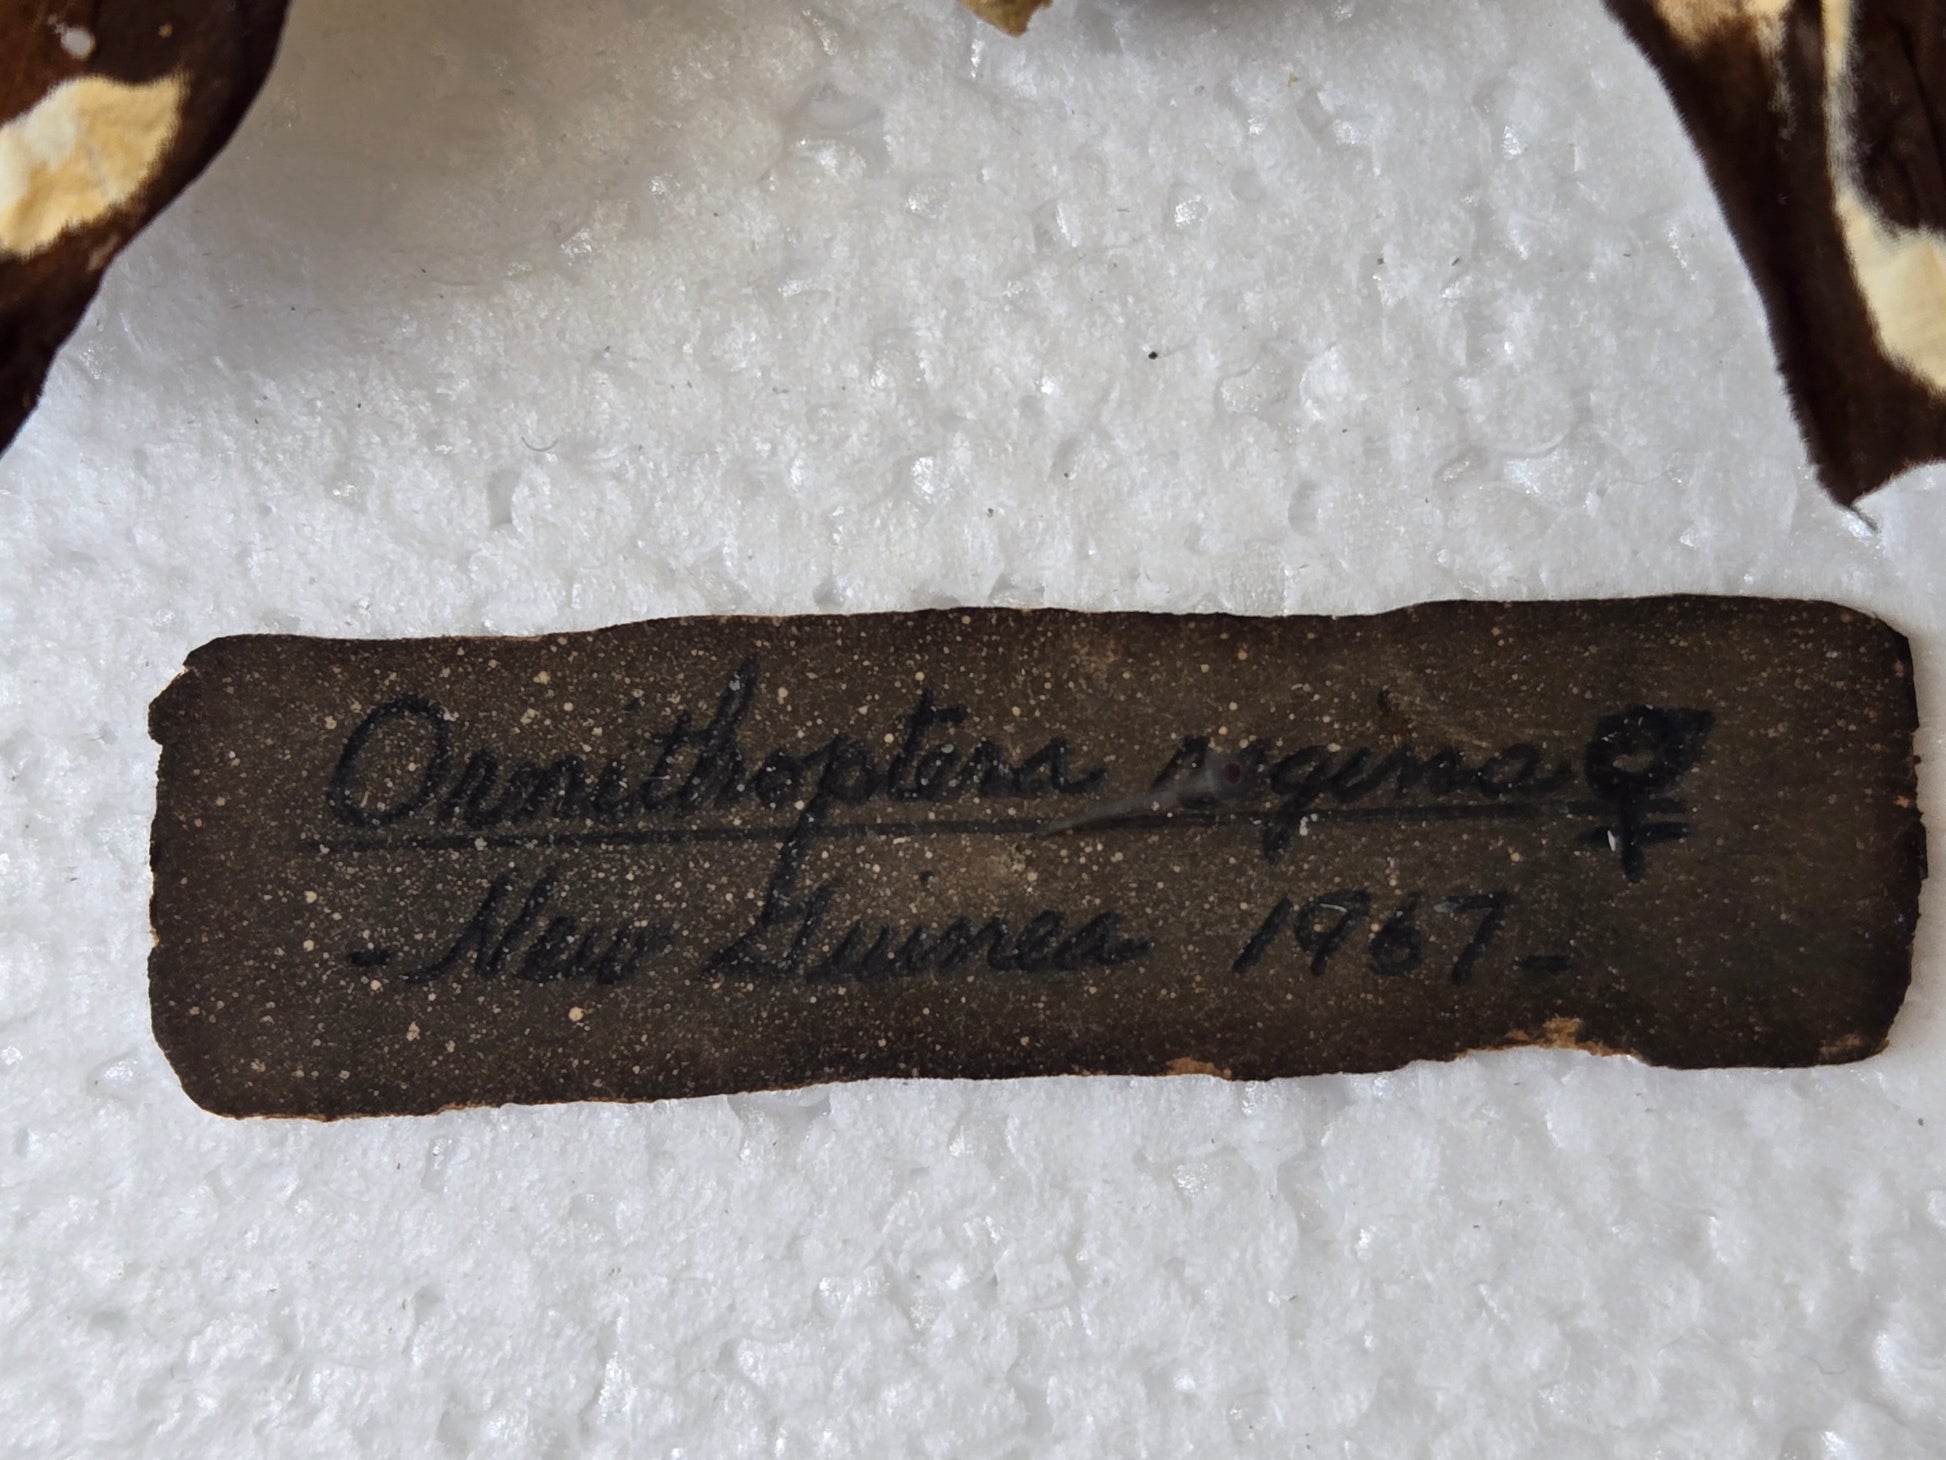 Ornithoptera regina ♀
- New Guinea 1967 -